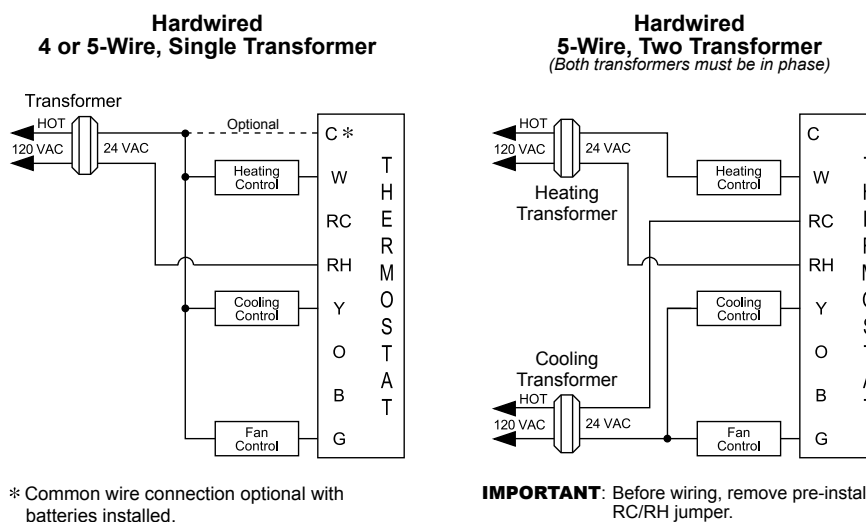 Hardwired
4 or 5-Wire, Single Transformer
Transformer
HOT
120 VAC
24 VAC
Optional
C *
Heating
Control
W
RC
RH
Cooling
Control
Y
O
B
Fan
Control
G
THERMOSTAT
* Common wire connection optional with
batteries installed.
Hardwired
5-Wire, Two Transformer
(Both transformers must be in phase)
HOT
120 VAC
24 VAC
Heating
Transformer
C
Heating
Control
W
RC
RH
Cooling
Control
Y
O
B
Cooling
Transformer
HOT
120 VAC
24 VAC
Fan
Control
G
IMPORTANT: Before wiring, remove pre-instal
RC/RH jumper.